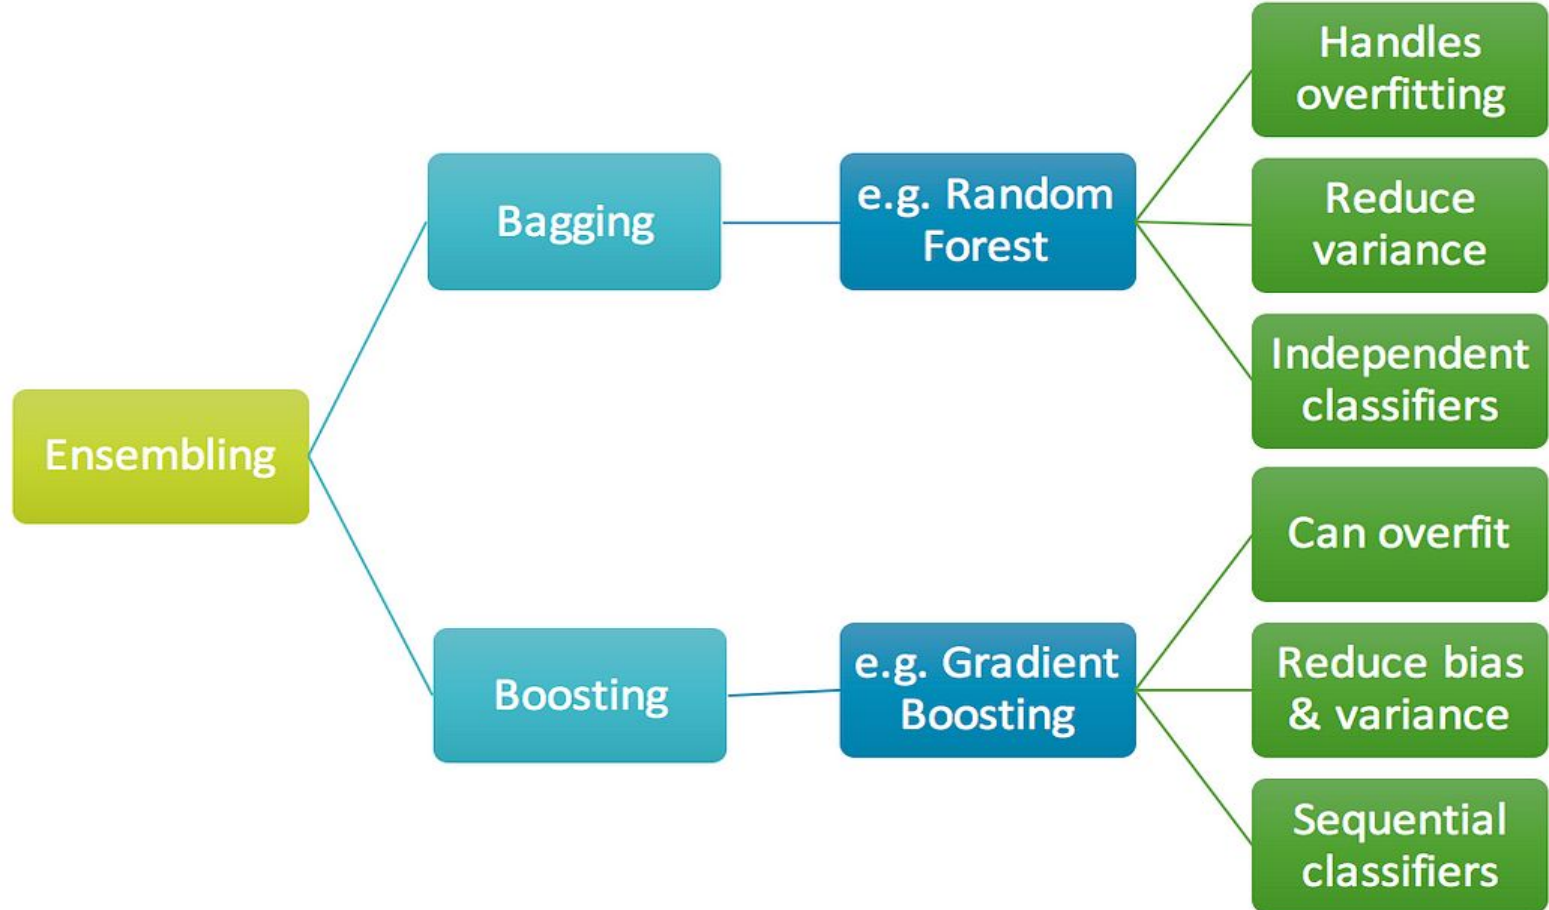 Handles
overfitting
Reduce
variance
Independent
classifiers
Bagging
e.g. Random
Forest
Ensembling
Can overfit
Reduce bias
& variance
Sequential
classifiers
Boosting
e.g. Gradient
Boosting